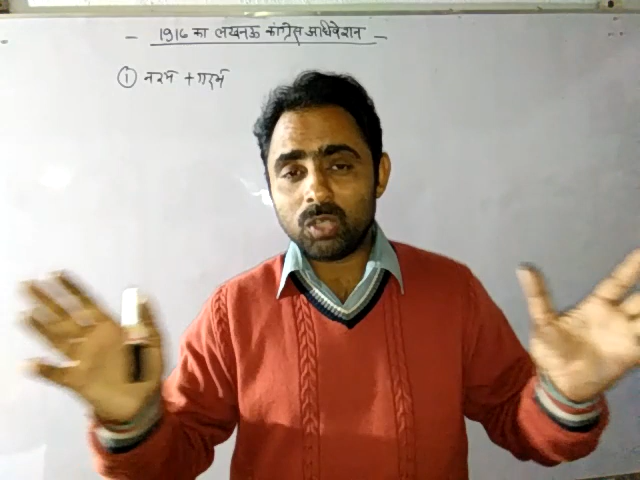 - 1916 का लखनऊ कांग्रेस अधिवेशन -
① नरम + गरम